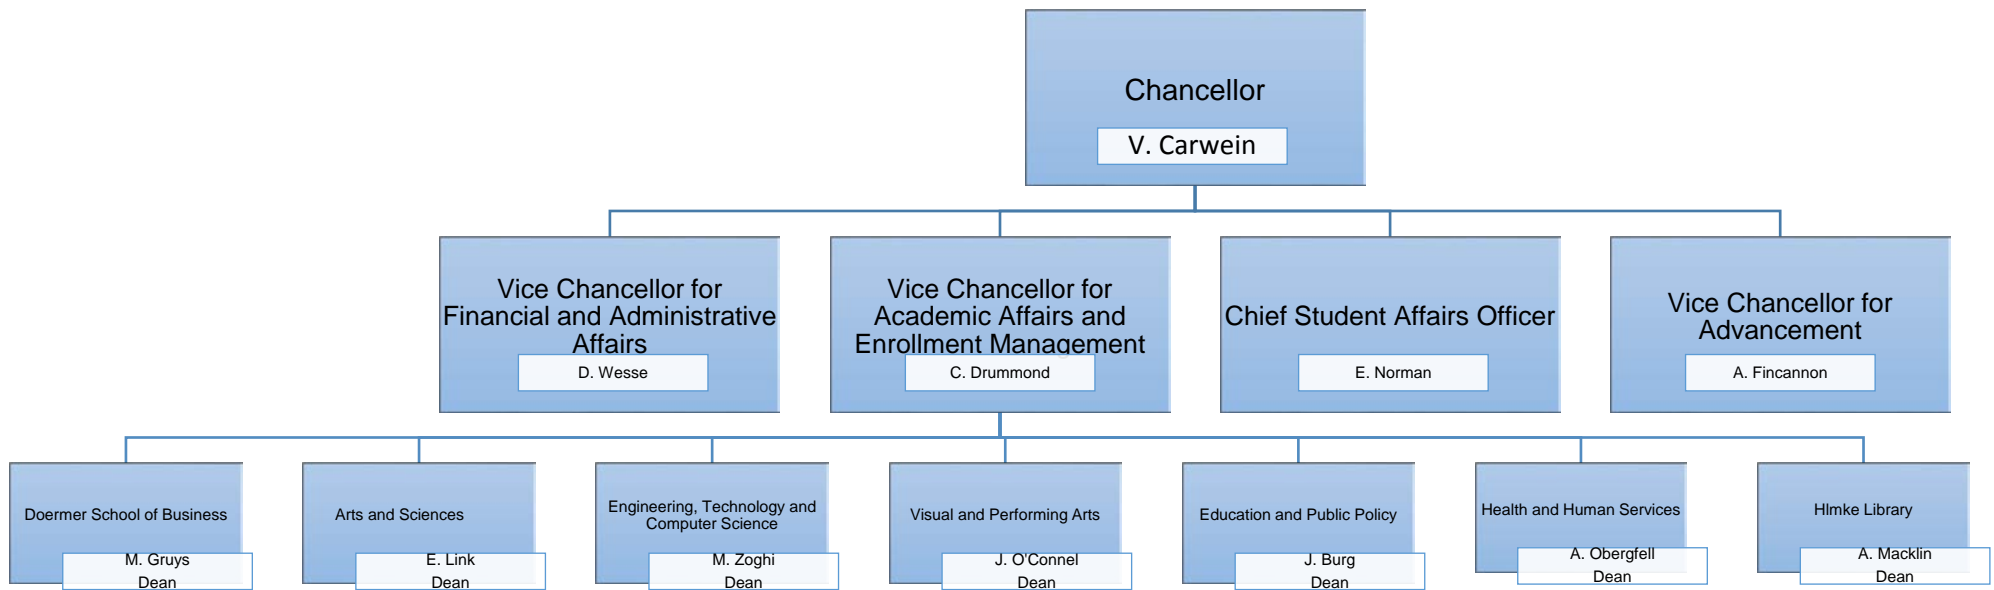 Chancellor
V. Carwein
Vice Chancellor for
Financial and Administrative
Affairs
D. Wesse
Vice Chancellor for
Academic Affairs and
Enrollment Management
C. Drummond
Chief Student Affairs Officer
E. Norman
Vice Chancellor for
Advancement
A. Fincannon
Doermer School of Business
M. Gruys
Dean
Arts and Sciences
E. Link
Dean
Engineering, Technology and
Computer Science
M. Zoghi
Dean
Visual and Performing Arts
J. O'Connel
Dean
Education and Public Policy
J. Burg
Dean
Health and Human Services
A. Obergfell
Dean
Hlmke Library
A. Macklin
Dean